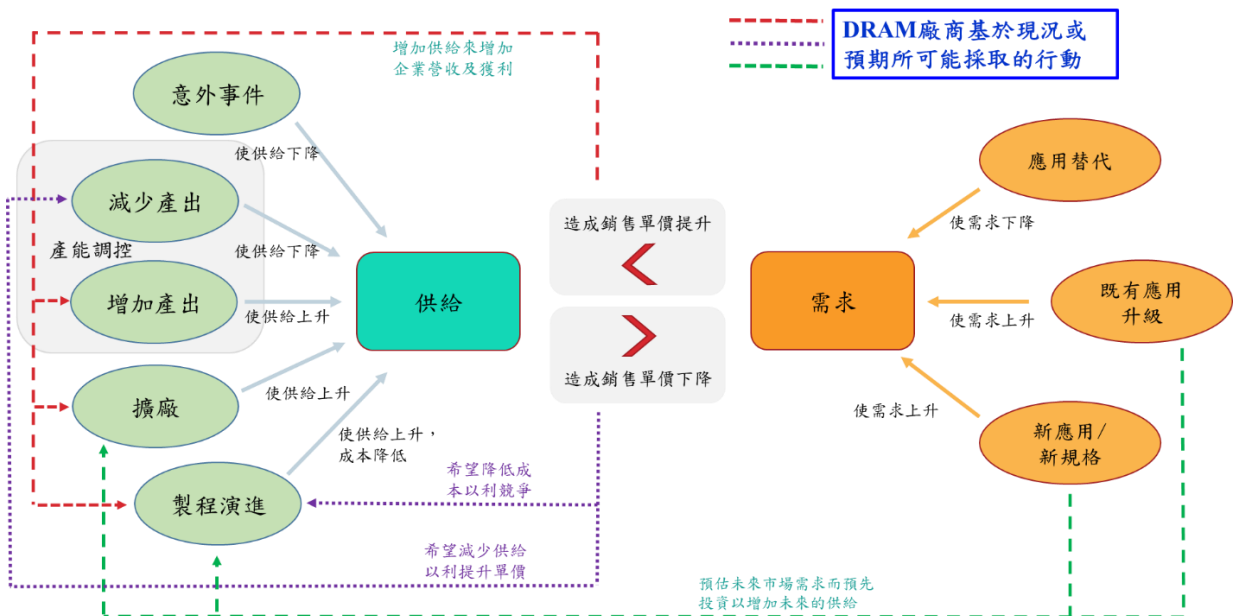 DRAM廠商基於現況或
預期所可能採取的行動
增加供給來增加
企業營收及獲利
意外事件
使供給下降
應用替代
減少產出
使供給下降
產能調控
造成銷售單價提升
使需求下降
供給
需求
增加產出
使供給上升
既有應用
升級
使需求上升
造成銷售單價下降
擴廠
使供給上升
使需求上升
新應用/
新規格
使供給上升，
成本降低
希望降低成
本以利競爭
製程演進
希望減少供給
以利提升單價
預估未來市場需求而預先
投資以增加未來的供給